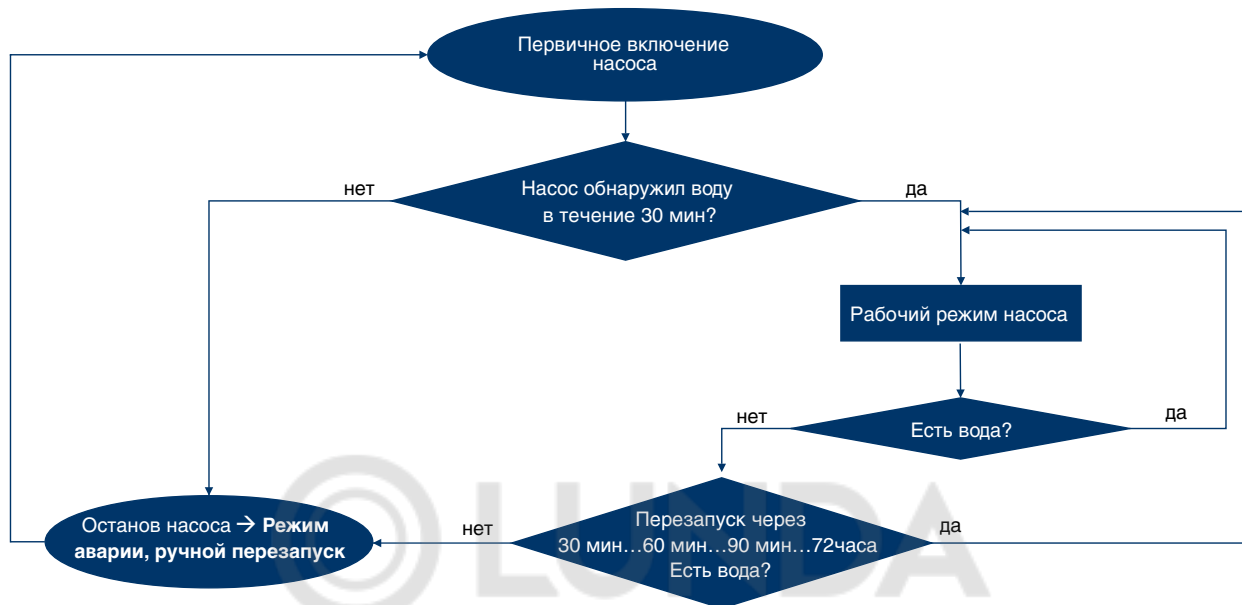 Первичное включение
насоса
нет
Насос обнаружил воду
в течение 30 мин?
да
Рабочий режим насоса
нет
Есть вода?
да
Останов насоса → Режим
аварии, ручной перезапуск
нет
Перезапуск через
30 мин...60 мин...90 мин...72часа
Есть вода?
да
LUNDA